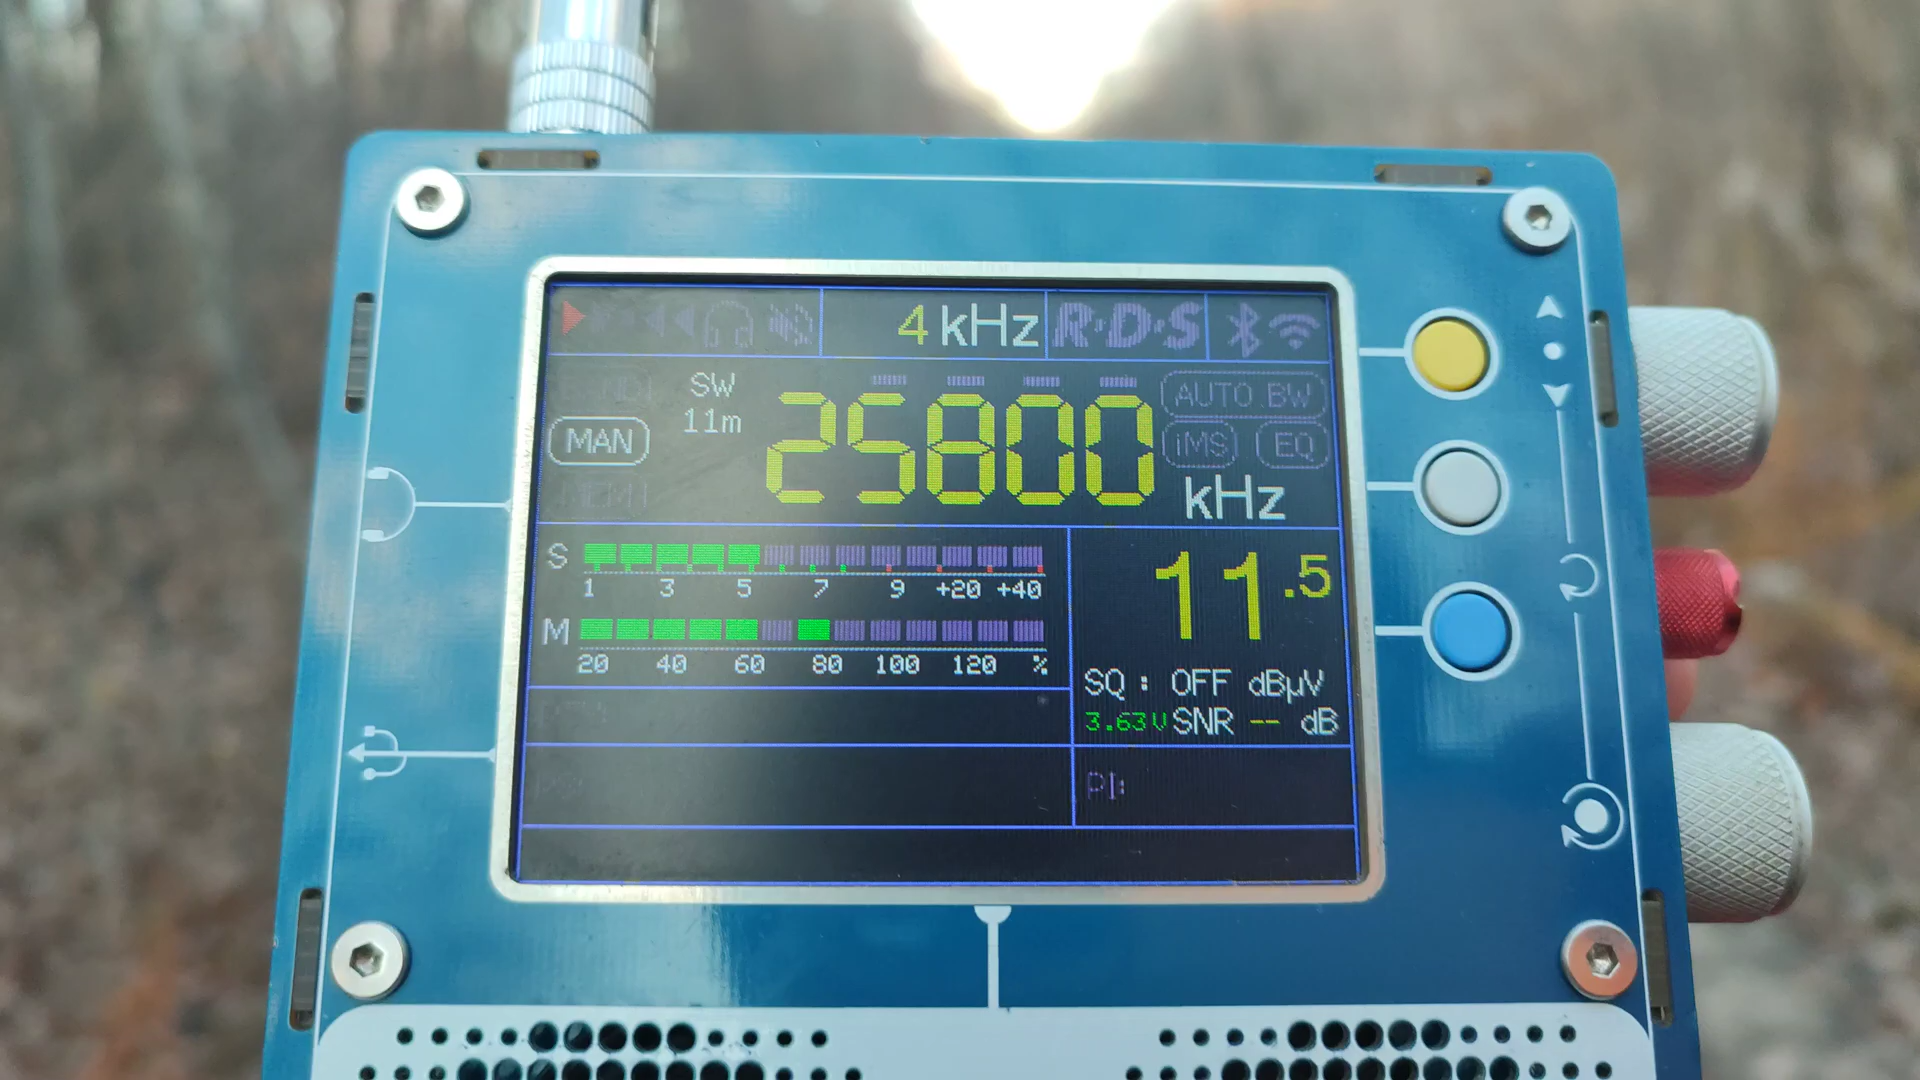 4 kHz R·D·S
SW
11m
25800 kHz
AUTO BW
MAN
iMS EQ
MEM
S
1 3 5 7 9 +20 +40
M
20 40 60 80 100 120 %
11.5
SQ: OFF dBµV
3.63V SNR -- dB
PI: